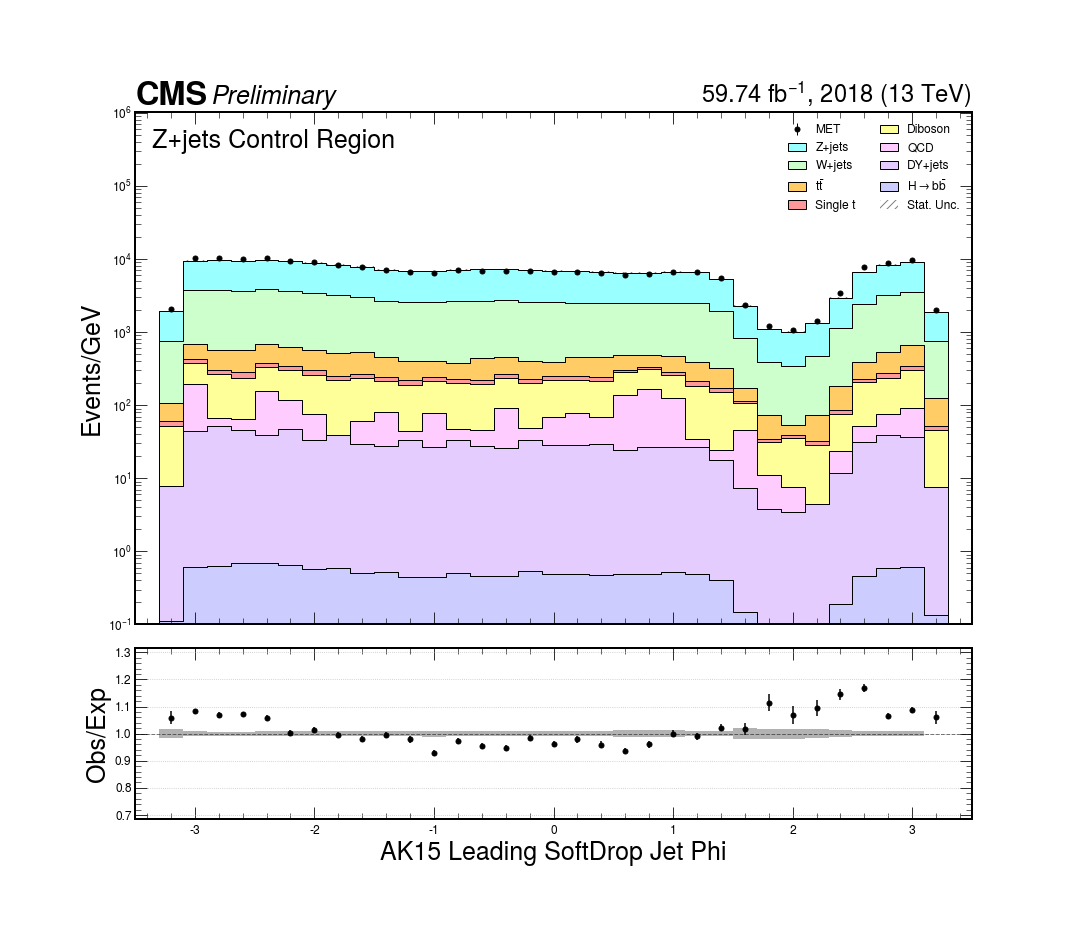 CMS Preliminary
59.74 fb⁻¹, 2018 (13 TeV)
Z+jets Control Region
MET
Z+jets
W+jets
tt̄
Single t
Diboson
QCD
DY+jets
H→bb̄
Stat. Unc.
Events/GeV
10⁶
10⁵
10⁴
10³
10²
10¹
10⁰
10⁻¹
Obs/Exp
1.3
1.2
1.1
1.0
0.9
0.8
0.7
-3 -2 -1 0 1 2 3
AK15 Leading SoftDrop Jet Phi